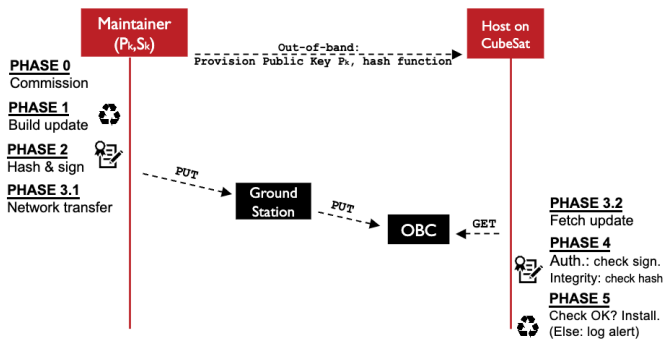 Maintainer
(Pk,Sk)
Host on
CubeSat
Out-of-band:
Provision Public Key Pk, hash function
PHASE 0
Commission
PHASE 1
Build update
PHASE 2
Hash & sign
PHASE 3.1
Network transfer
PUT
Ground
Station
PUT
OBC
GET
PHASE 3.2
Fetch update
PHASE 4
Auth.: check sign.
Integrity: check hash
PHASE 5
Check OK? Install.
(Else: log alert)